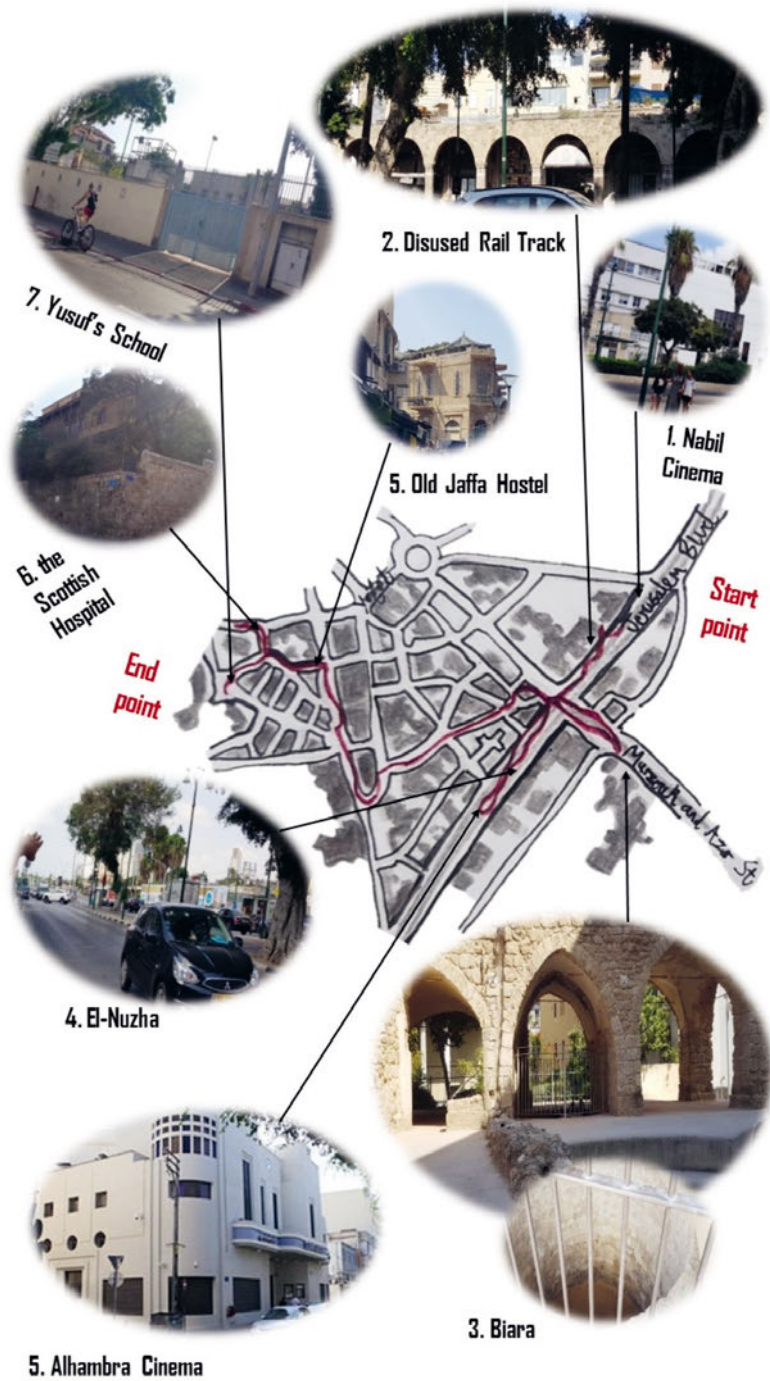 2. Disused Rail Track
7. Yusuf's School
1. Nabil
Cinema
5. Old Jaffa Hostel
6. the
Scottish
Hospital
Jerusalem Blvd
Start
point
End
point
Marzouk and Azar St
4. El-Nuzha
3. Biara
5. Alhambra Cinema